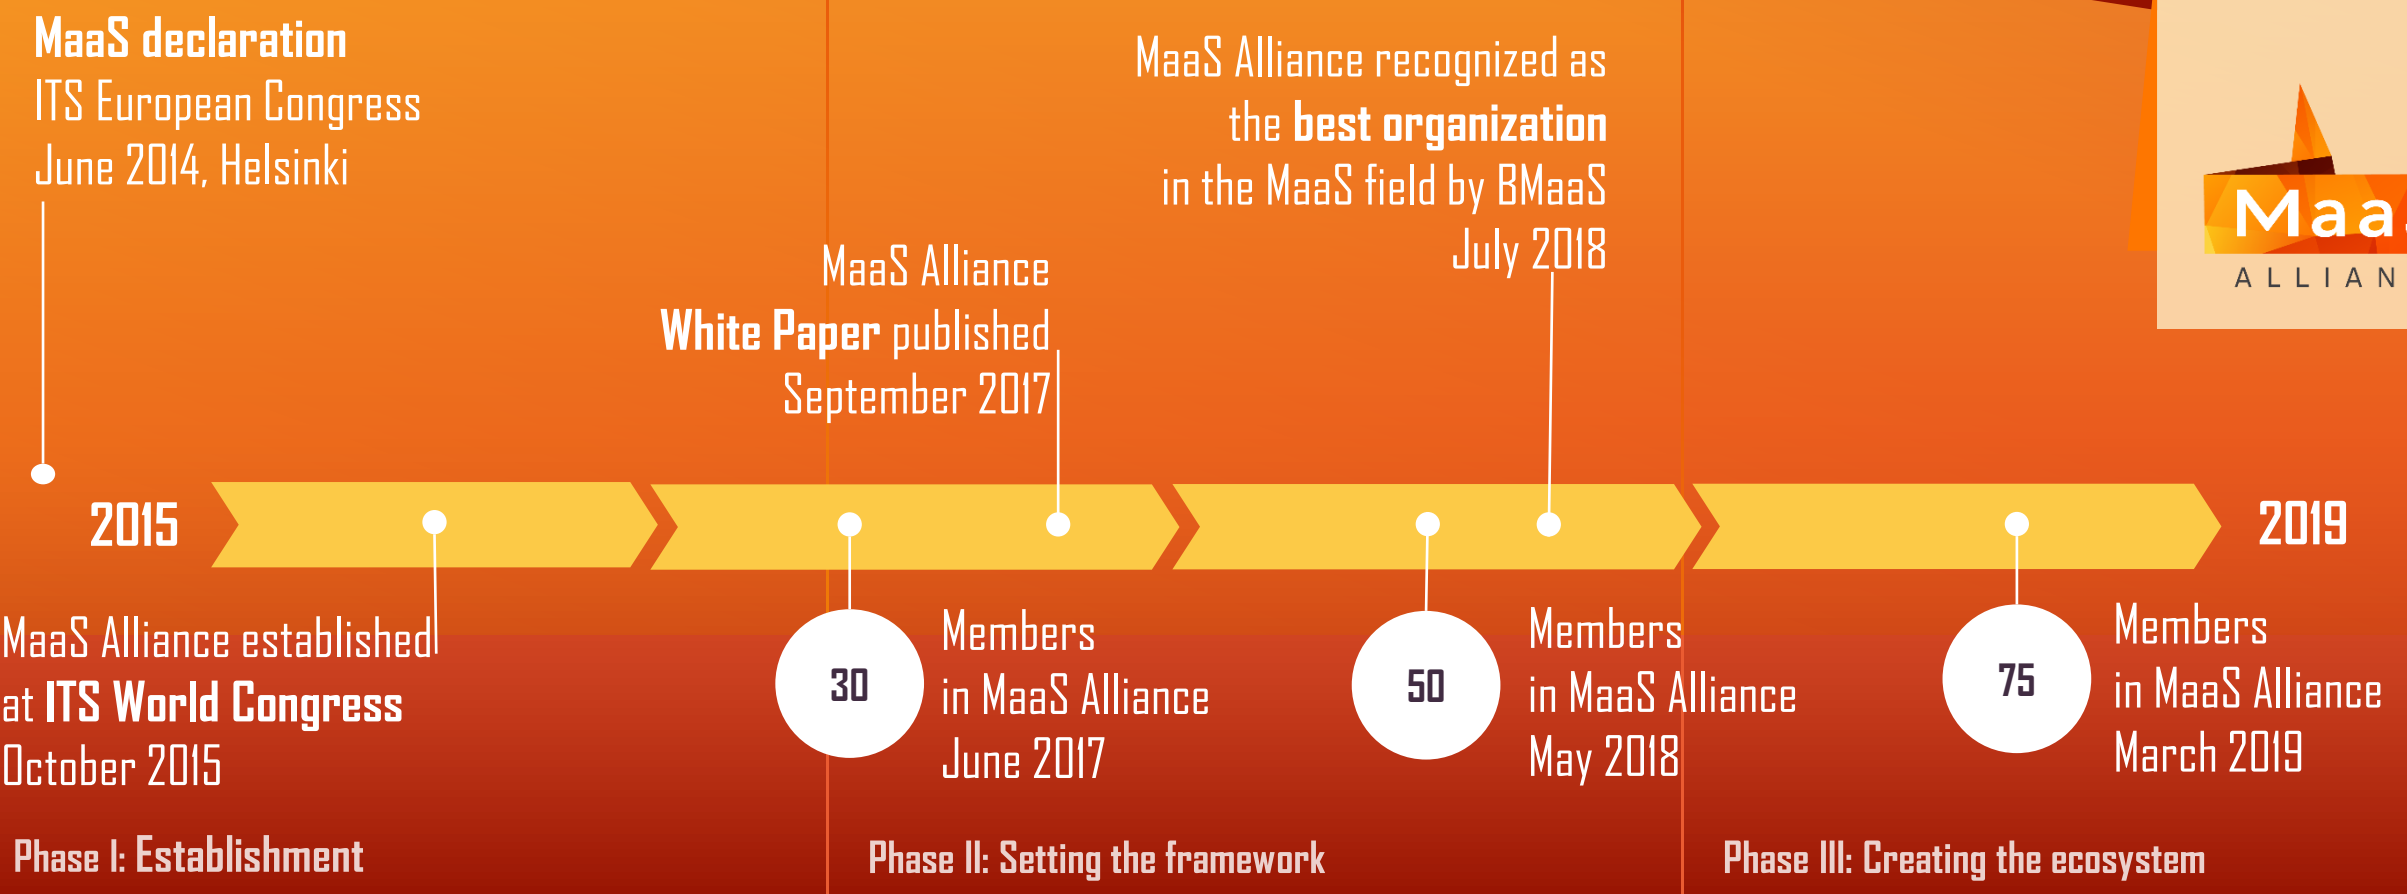 MaaS declaration
ITS European Congress
June 2014, Helsinki
MaaS Alliance recognized as
the best organization
in the MaaS field by BMaaS
July 2018
MaaS Alliance
White Paper published
September 2017
Maas
ALLIAN
2015
2019
MaaS Alliance established
at ITS World Congress
October 2015
30
Members
in MaaS Alliance
June 2017
50
Members
in MaaS Alliance
May 2018
75
Members
in MaaS Alliance
March 2019
Phase I: Establishment
Phase II: Setting the framework
Phase III: Creating the ecosystem